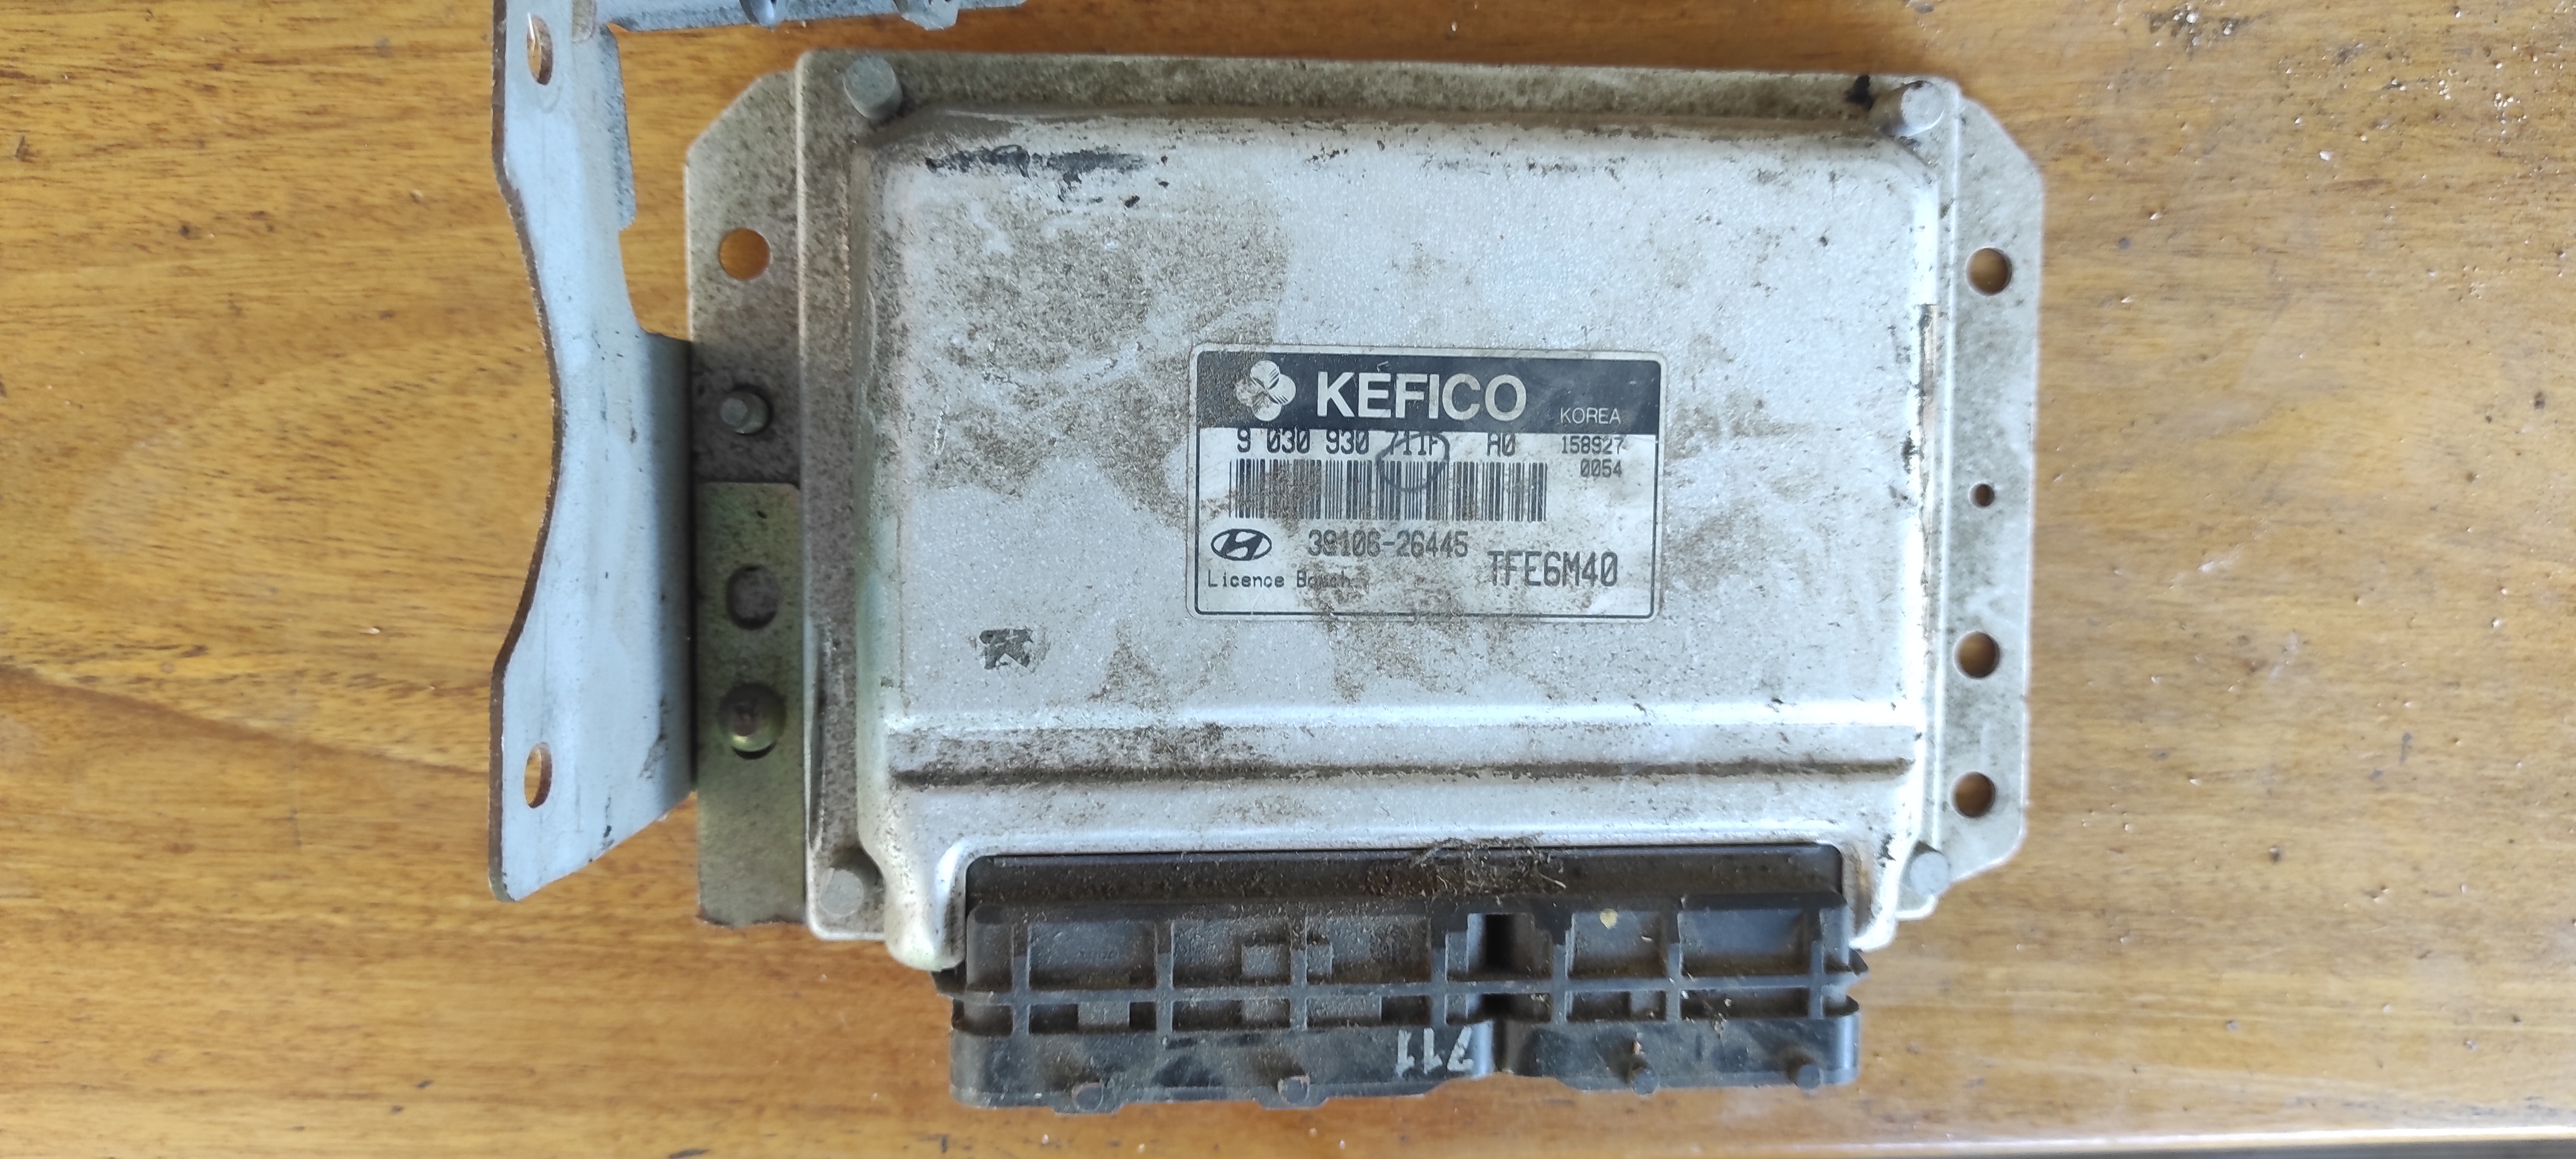 KEFICO KOREA
9 030 930 711F A0 158927
0054
39106-26445
Licence Bosch TFE6M40
711